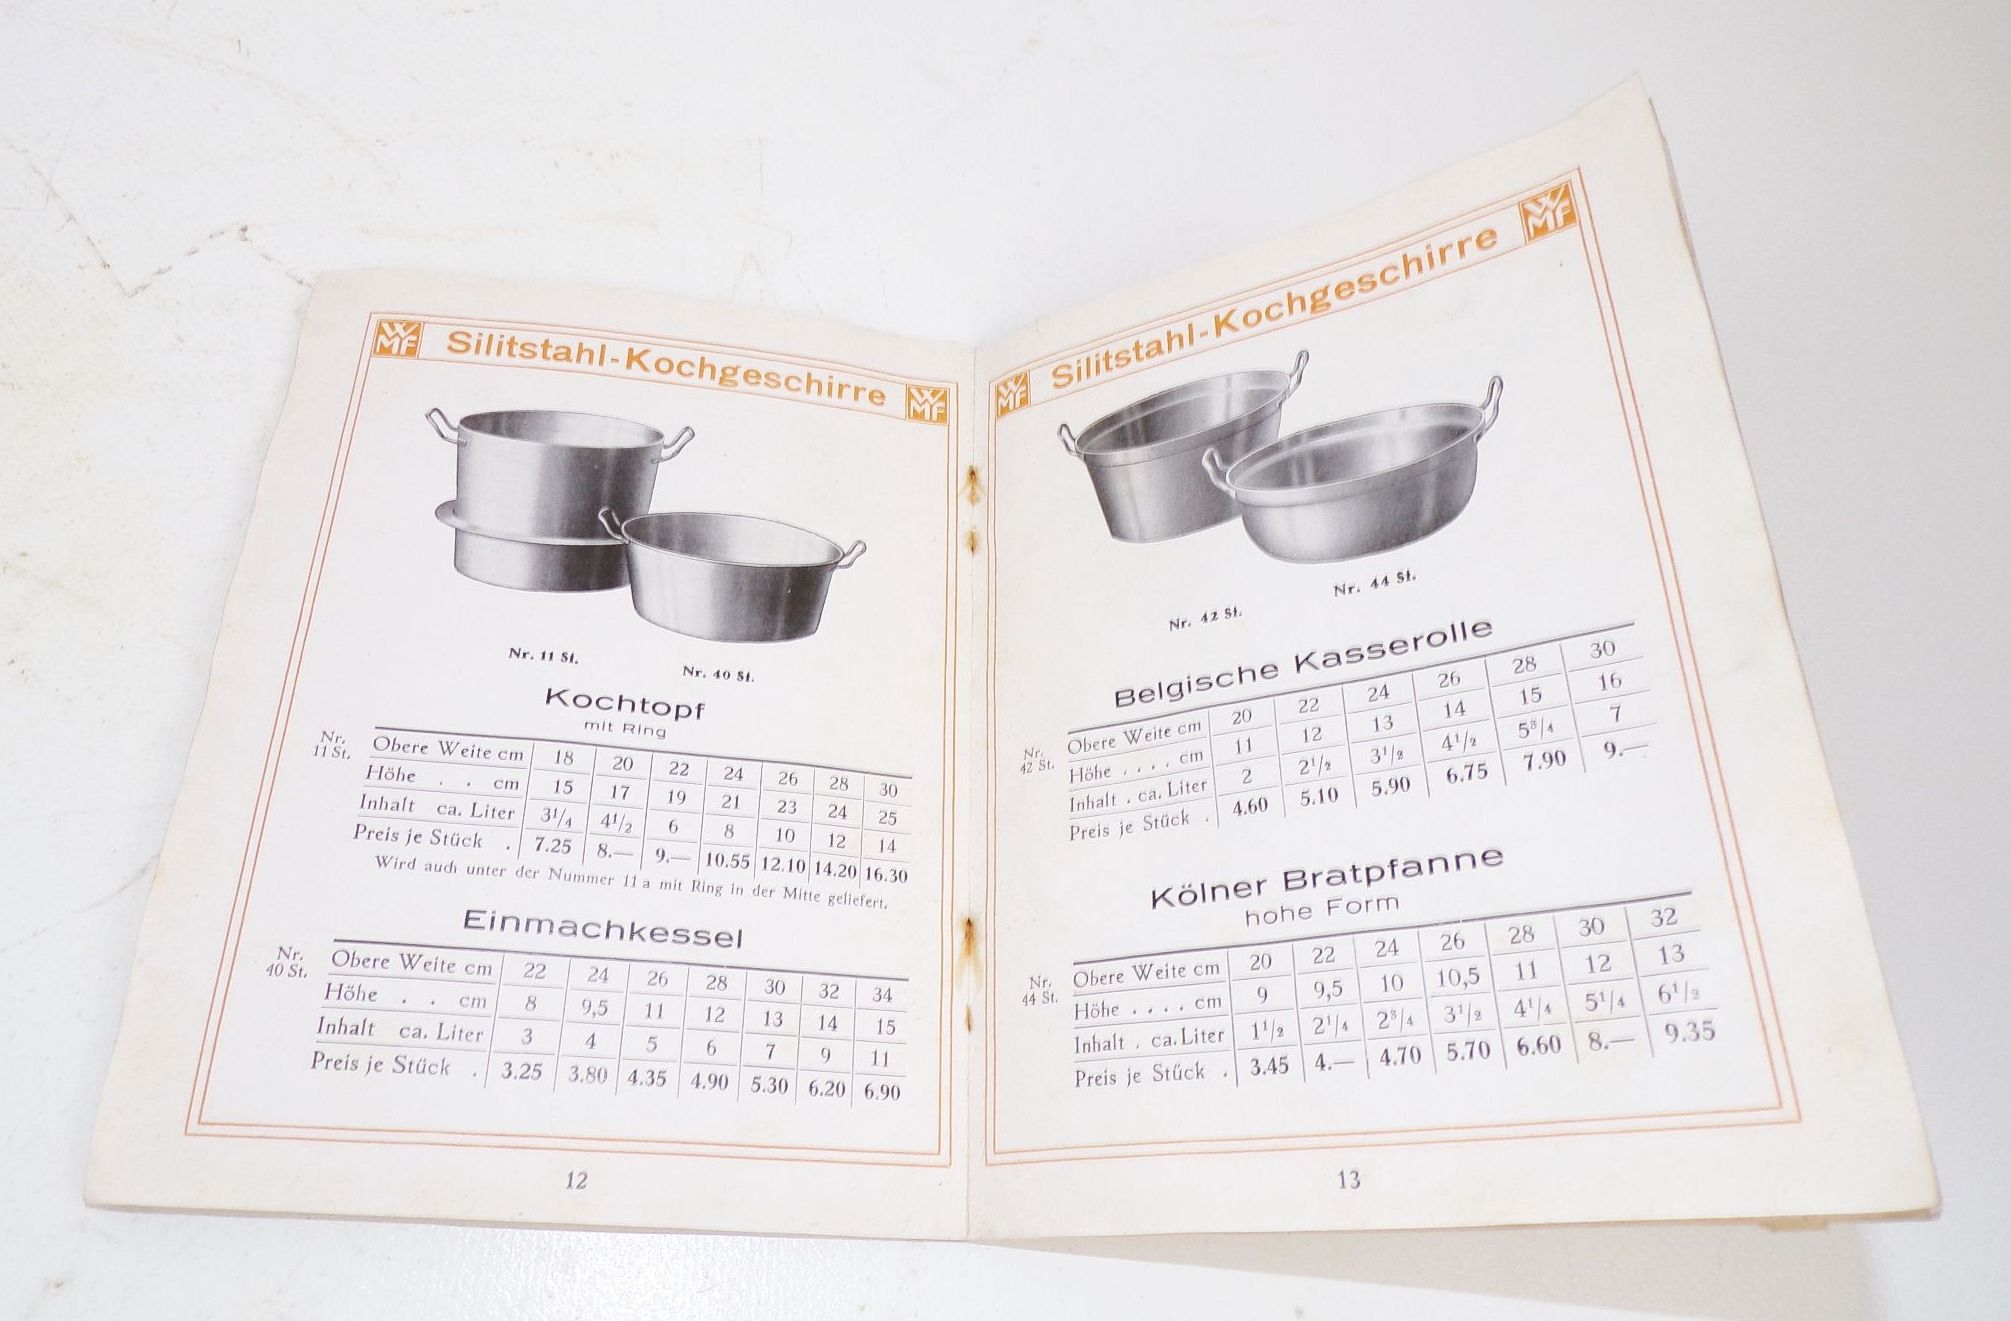 WMF Silitstahl-Kochgeschirre WMF
Nr. 11 St.
Nr. 40 St.
Kochtopf
mit Ring
Nr.
11 St.
Obere Weite cm 18 20 22 24 26 28 30
Höhe . . cm 15 17 19 21 23 24 25
Inhalt ca. Liter 3¹/₄ 4¹/₂ 6 8 10 12 14
Preis je Stück . 7.25 8.— 9.— 10.55 12.10 14.20 16.30
Wird auch unter der Nummer 11a mit Ring in der Mitte geliefert.
Einmachkessel
Nr.
40 St.
Obere Weite cm 22 24 26 28 30 32 34
Höhe . . cm 8 9,5 11 12 13 14 15
Inhalt ca. Liter 3 4 5 6 7 9 11
Preis je Stück . 3.25 3.80 4.35 4.90 5.30 6.20 6.90
12
WMF Silitstahl-Kochgeschirre WMF
Nr. 42 St.
Nr. 44 St.
Belgische Kasserolle
Nr.
42 St.
Obere Weite cm 20 22 24 26 28 30
Höhe . . . . cm 11 12 13 14 15 16
Inhalt . ca. Liter 2 2¹/₂ 3¹/₂ 4¹/₂ 5³/₄ 7
Preis je Stück . 4.60 5.10 5.90 6.75 7.90 9.—
Kölner Bratpfanne
hohe Form
Nr.
44 St.
Obere Weite cm 20 22 24 26 28 30 32
Höhe . . . . cm 9 9,5 10 10,5 11 12 13
Inhalt . ca. Liter 1¹/₂ 2¹/₄ 2³/₄ 3¹/₂ 4¹/₄ 5¹/₄ 6¹/₂
Preis je Stück . 3.45 4.— 4.70 5.70 6.60 8.— 9.35
13